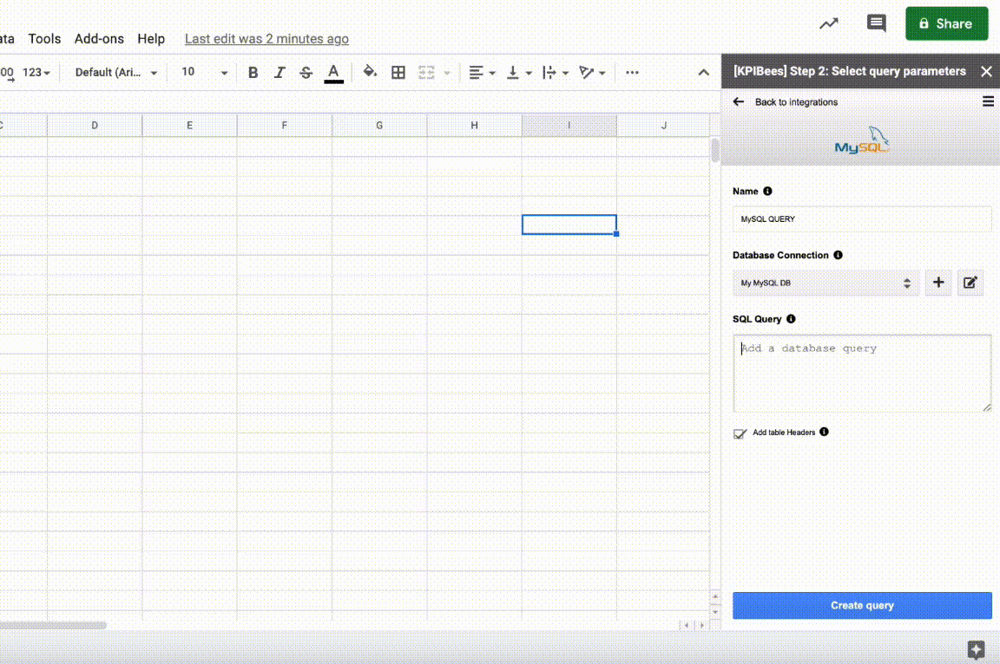 Share
Tools Add-ons Help Last edit was 2 minutes ago
123 Default (Ari... 10 B I S A
[KPIBees] Step 2: Select query parameters
Back to integrations
D E F G H I J
MySQL
Name
MySQL QUERY
Database Connection
My MySQL DB
SQL Query
Add a database query
Add table Headers
Create query